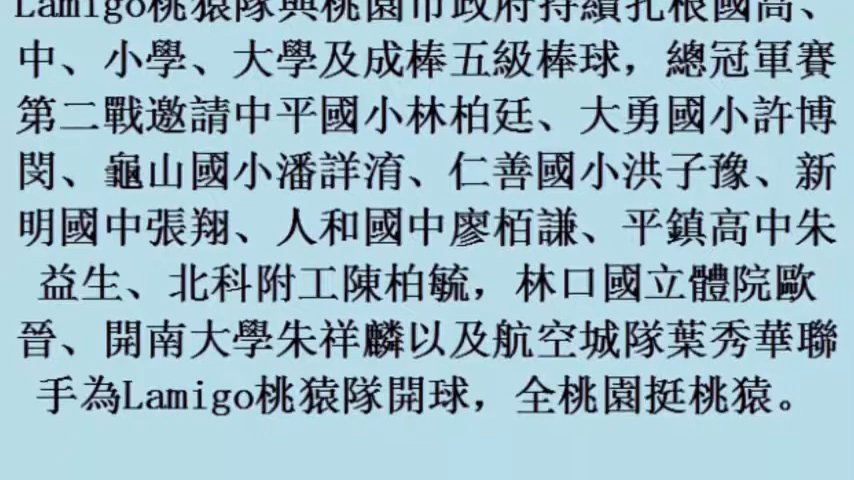 Lamigo桃猿隊與桃園市政府持續扎根國高、
中、小學、大學及成棒五級棒球，總冠軍賽
第二戰邀請中平國小林柏廷、大勇國小許博
閔、龜山國小潘詳淯、仁善國小洪子豫、新
明國中張翔、人和國中廖栢謙、平鎮高中朱
益生、北科附工陳柏毓，林口國立體院歐
晉、開南大學朱祥麟以及航空城隊葉秀華聯
手為Lamigo桃猿隊開球，全桃園挺桃猿。